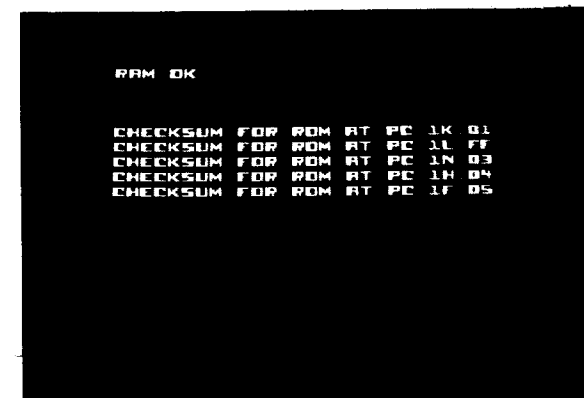 RAM OK
CHECKSUM FOR ROM AT PC 1K 01
CHECKSUM FOR ROM AT PC 1L FF
CHECKSUM FOR ROM AT PC 1N 03
CHECKSUM FOR ROM AT PC 1H 04
CHECKSUM FOR ROM AT PC 1F 05